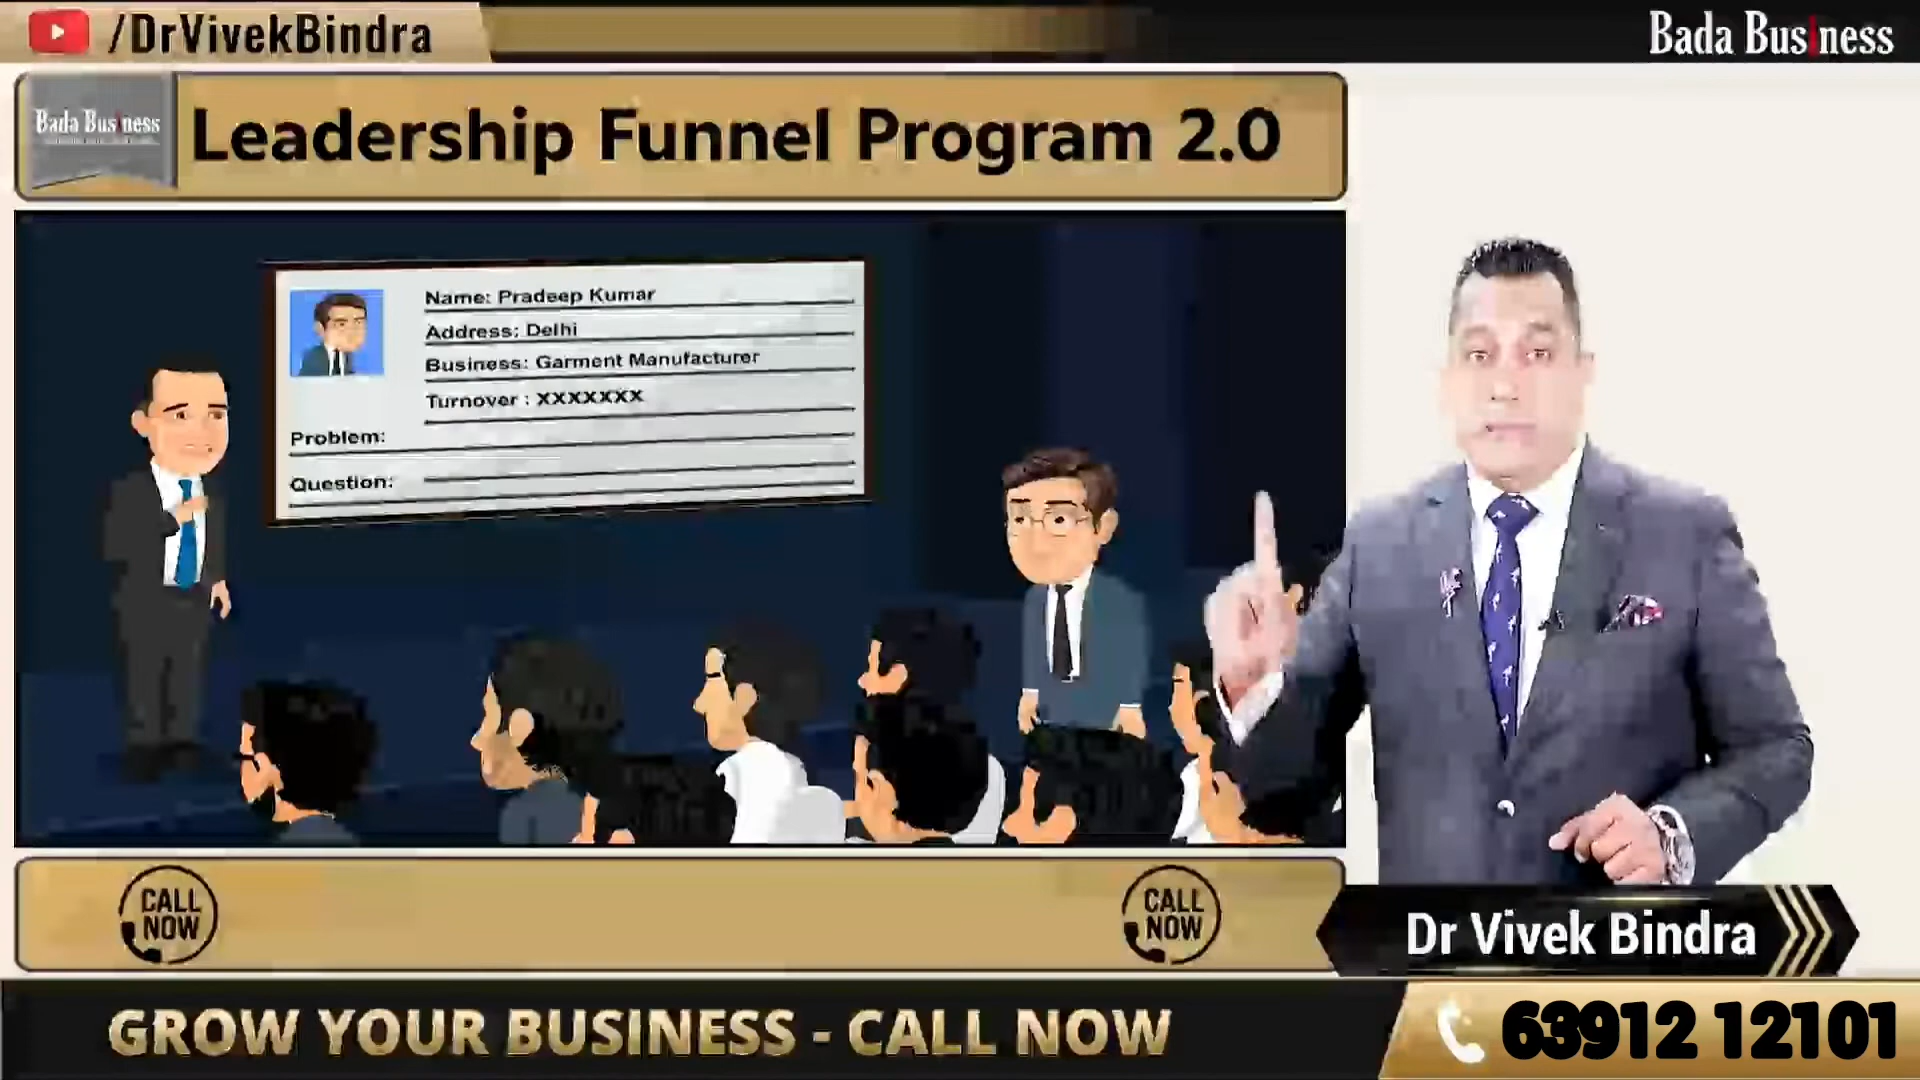 /DrVivekBindra
Bada Business
Bada Business
Leadership Funnel Program 2.0
Name: Pradeep Kumar
Address: Delhi
Business: Garment Manufacturer
Turnover : XXXXXXX
Problem:
Question:
CALL
NOW
CALL
NOW
Dr Vivek Bindra
GROW YOUR BUSINESS - CALL NOW
63912 12101